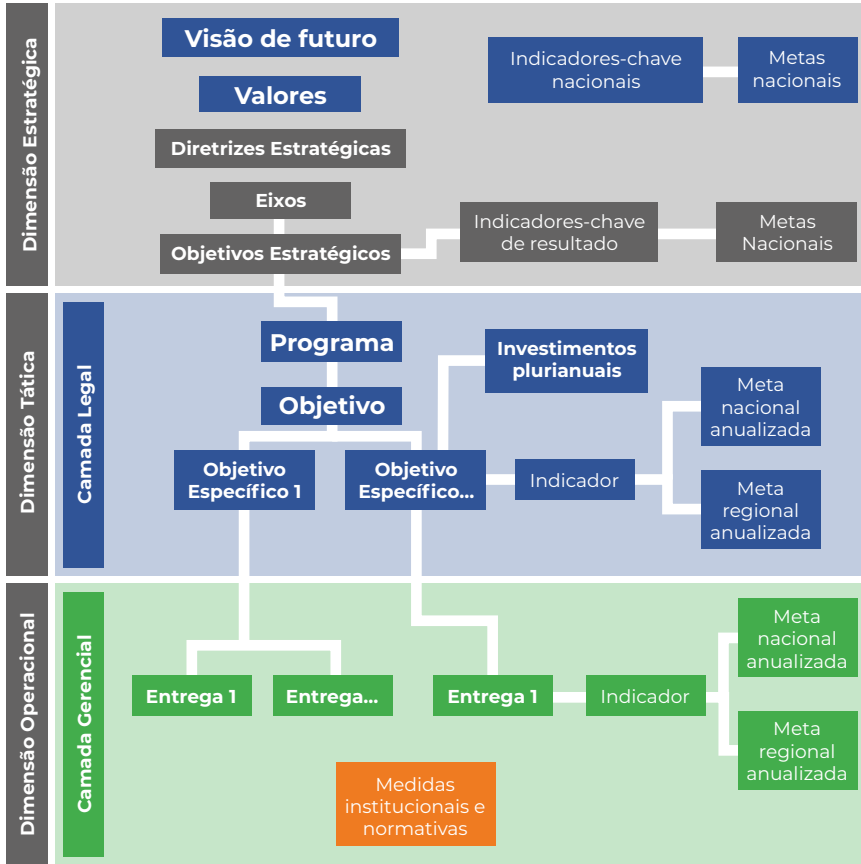 Dimensão Estratégica
Visão de futuro
Valores
Diretrizes Estratégicas
Eixos
Objetivos Estratégicos
Indicadores-chave
nacionais
Metas
nacionais
Indicadores-chave
de resultado
Metas
Nacionais
Dimensão Tática
Camada Legal
Programa
Objetivo
Objetivo
Específico 1
Objetivo
Específico...
Investimentos
plurianuais
Indicador
Meta
nacional
anualizada
Meta
regional
anualizada
Dimensão Operacional
Camada Gerencial
Entrega 1
Entrega...
Entrega 1
Indicador
Meta
nacional
anualizada
Meta
regional
anualizada
Medidas
institucionais e
normativas